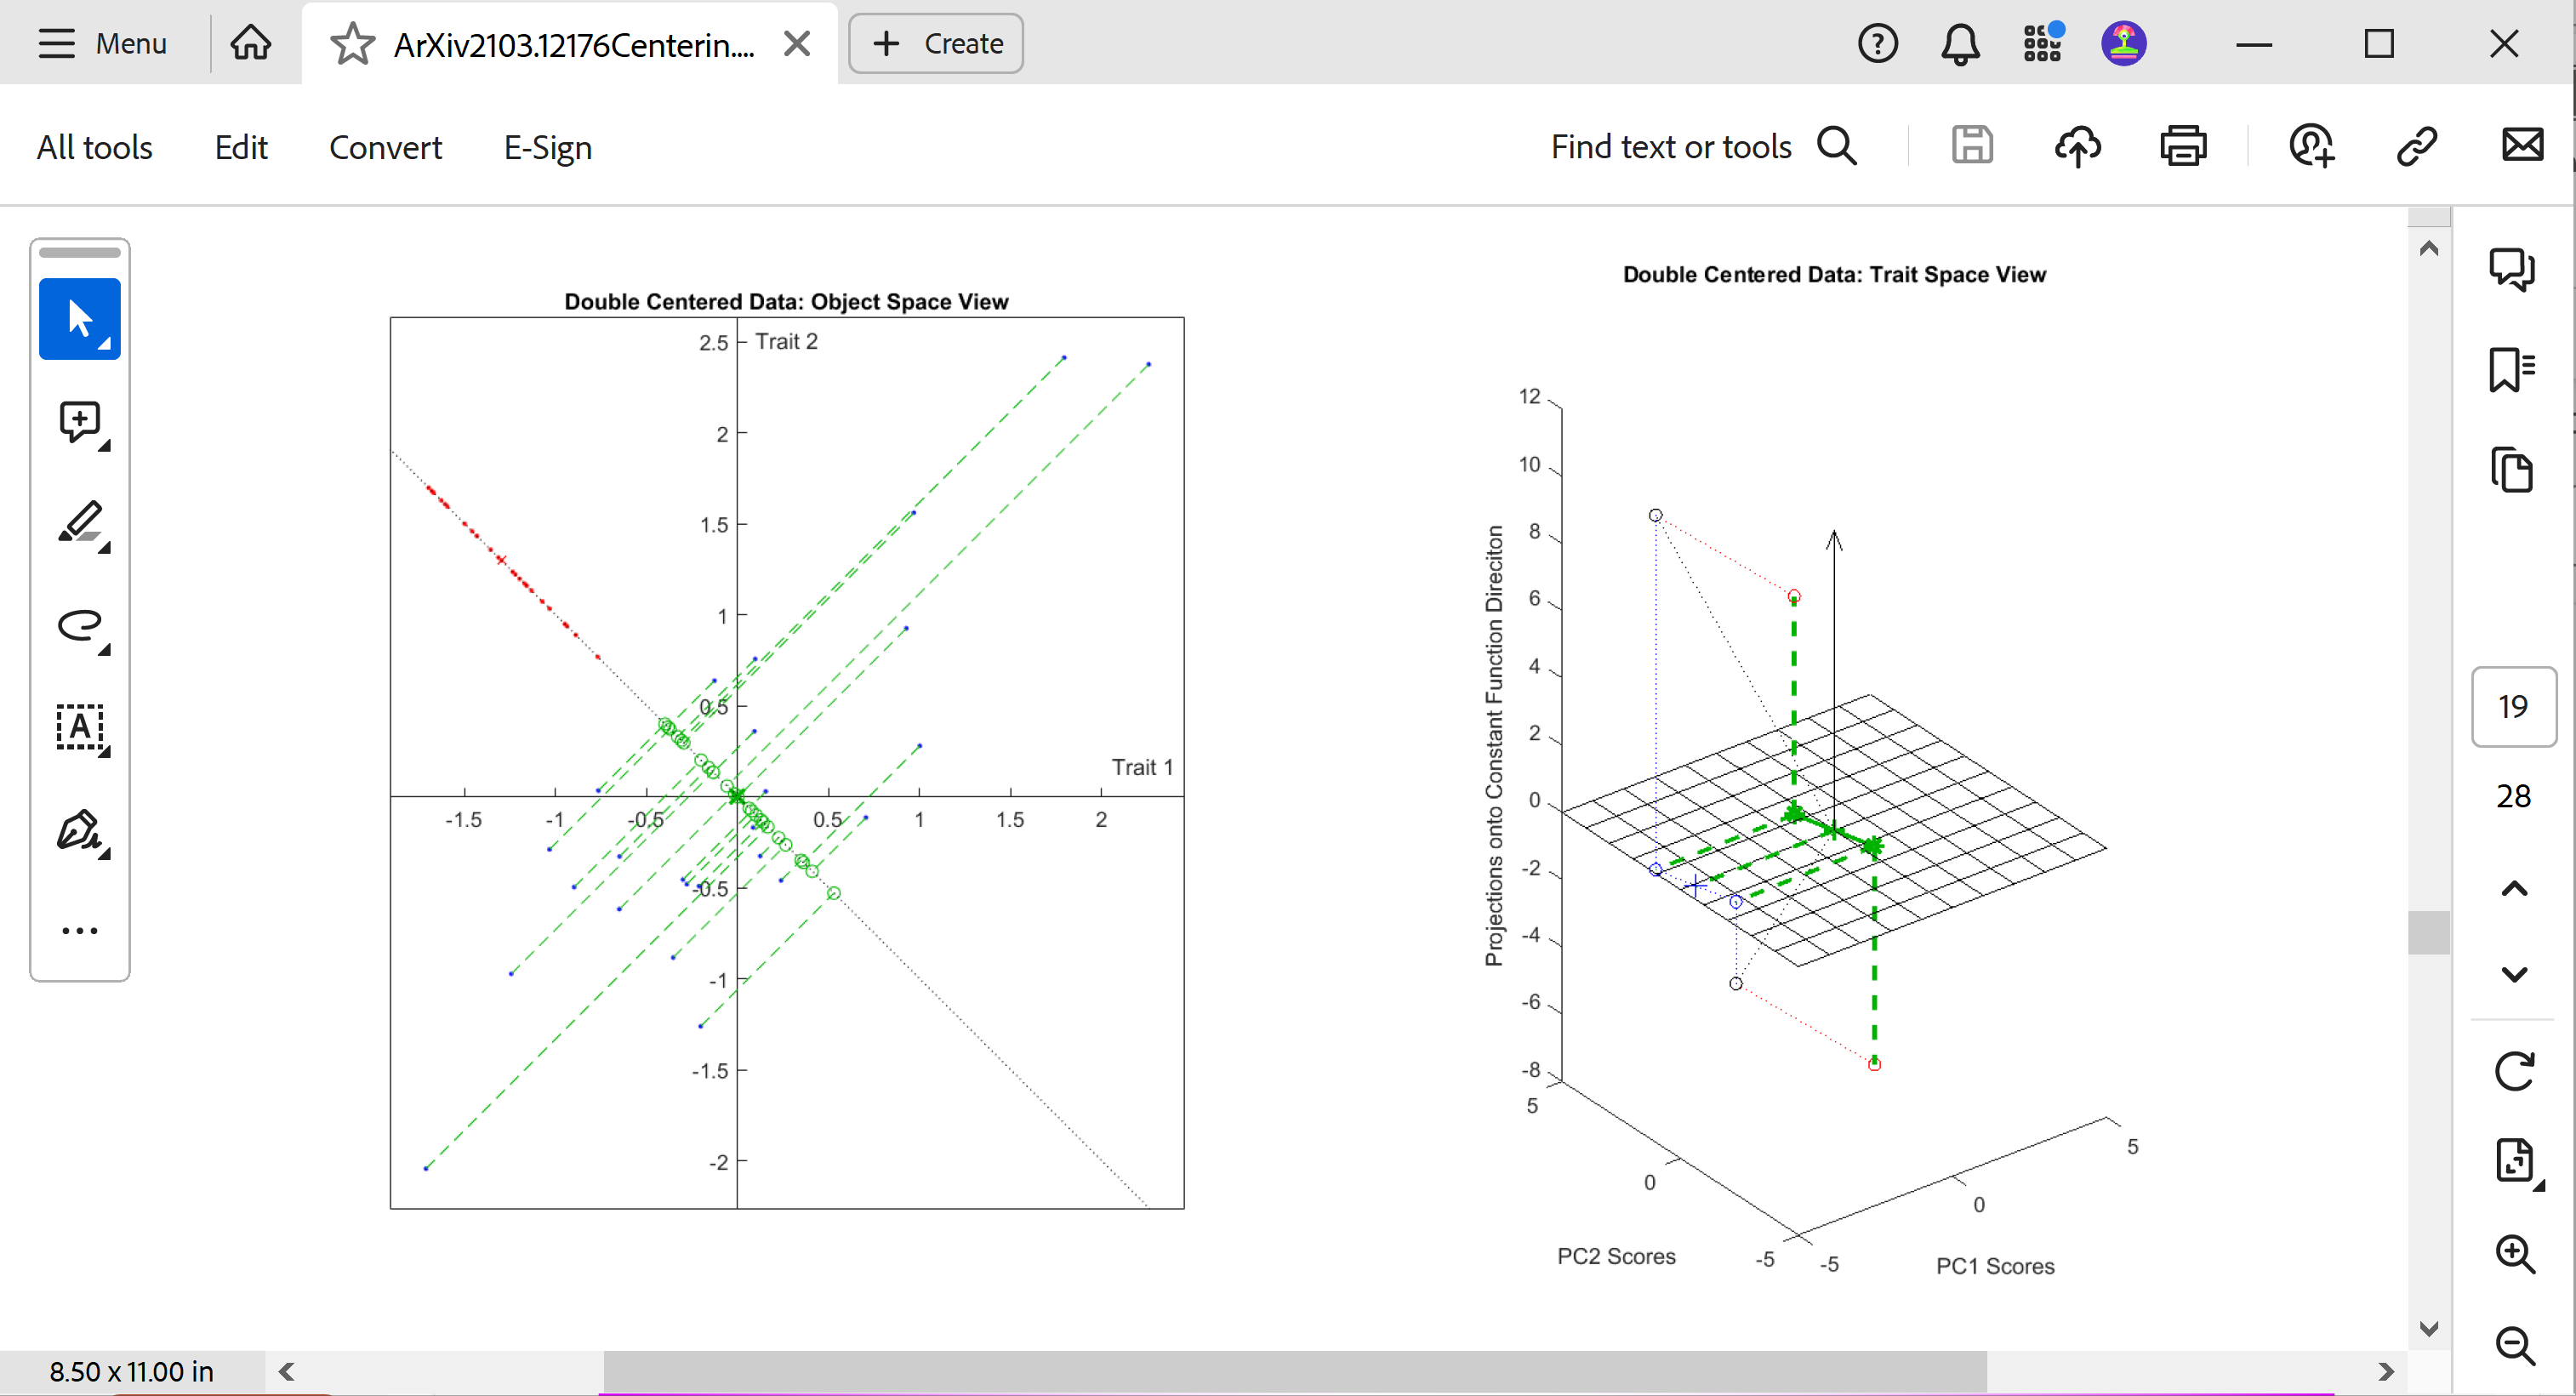 Menu
ArXiv2103.12176Centerin....
Create
All tools
Edit
Convert
E-Sign
Find text or tools
Double Centered Data: Object Space View
Trait 2
2.5
2
1.5
1
0.5
Trait 1
-1.5
-1
-0.5
0.5
1
1.5
2
-0.5
-1
-1.5
-2
Double Centered Data: Trait Space View
Projections onto Constant Function Direciton
12
10
8
6
4
2
0
-2
-4
-6
-8
5
0
-5
PC2 Scores
-5
0
5
PC1 Scores
A
19
28
8.50 x 11.00 in